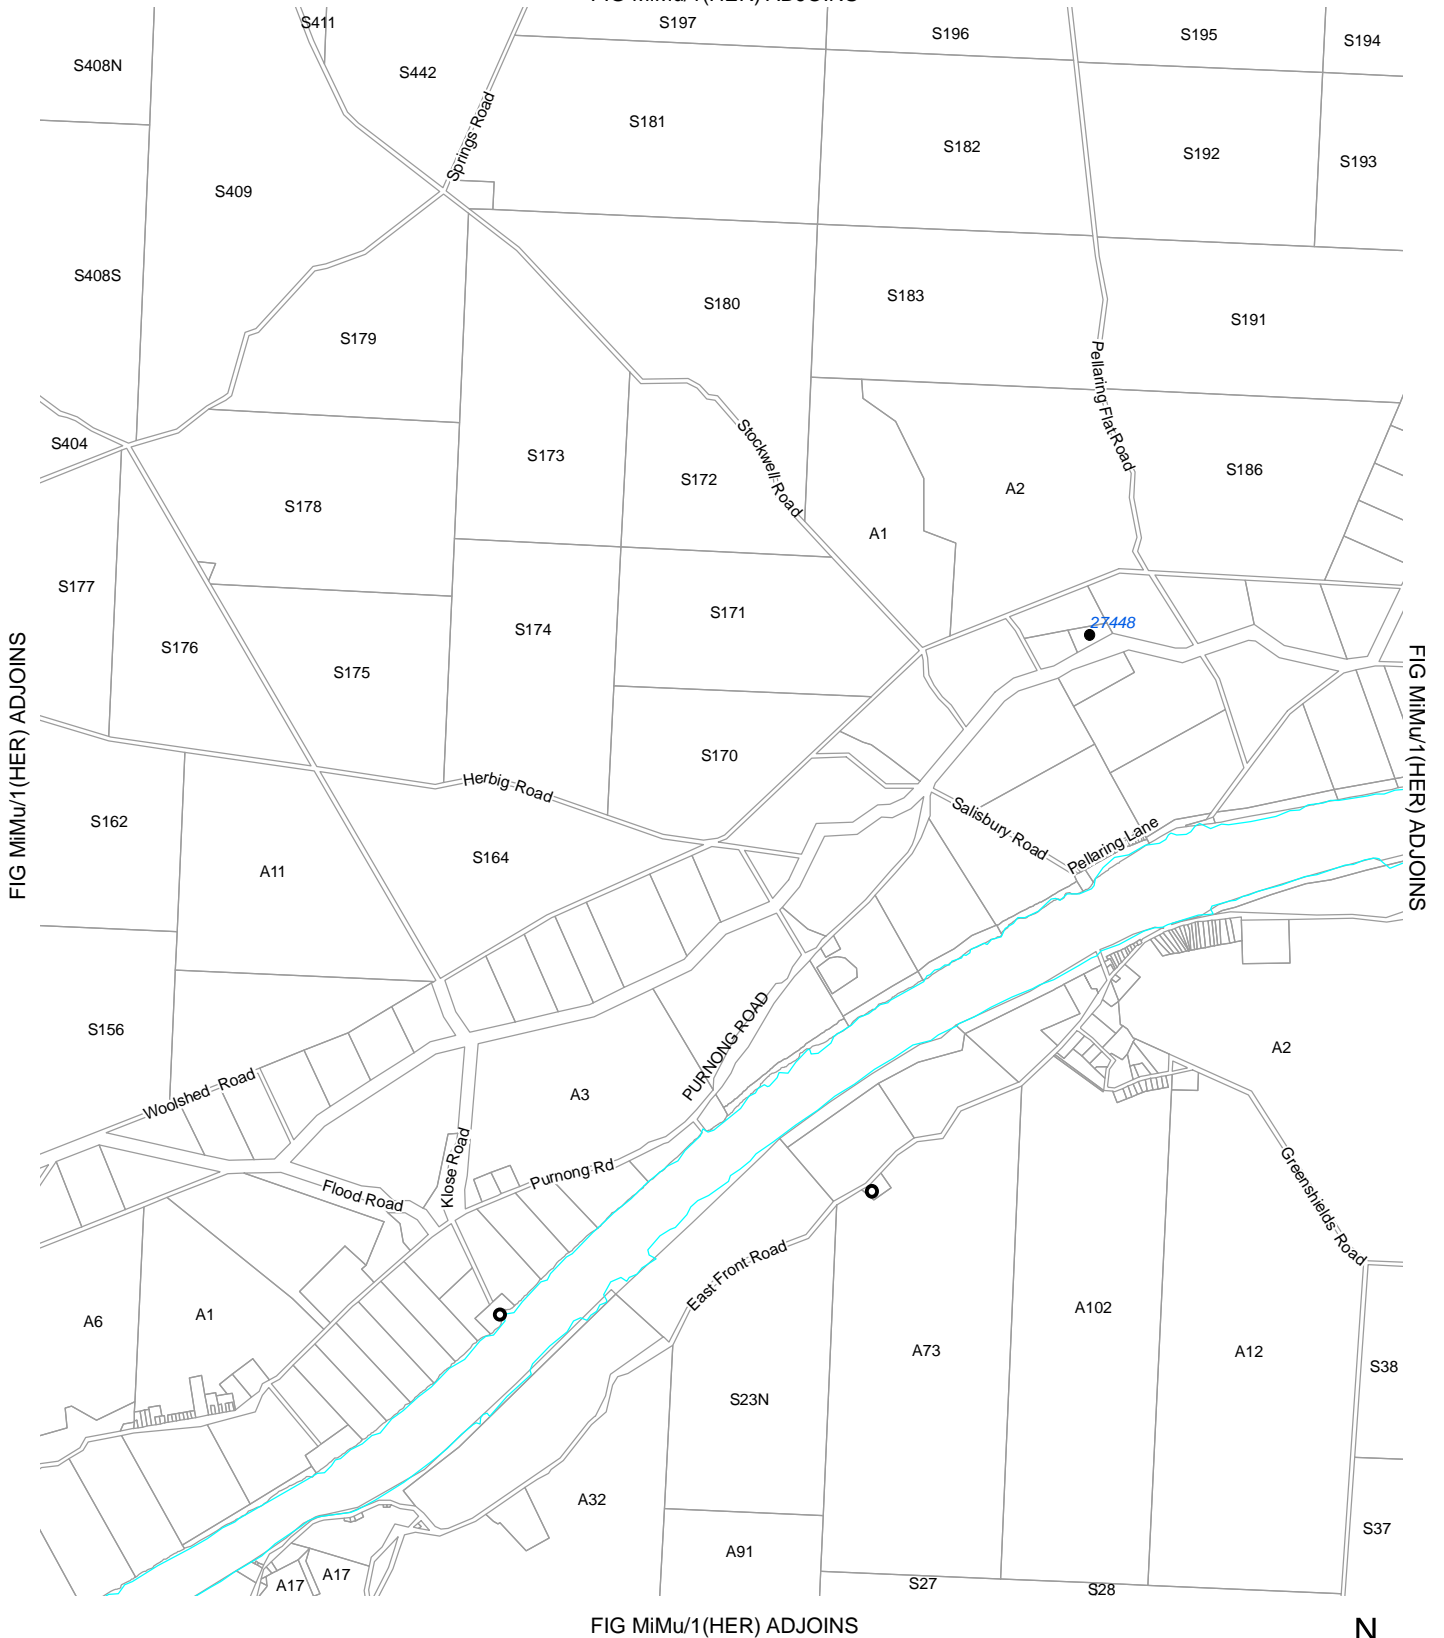 FIG MiMu/1(HER) ADJOINS
S411
S197
S196
S195
S194
S408N
S442
Springs Road
S181
S182
S192
S193
S409
S408S
S180
S183
S191
S179
Pellaring Flat Road
S404
S173
Stockwell Road
S172
S186
A2
S178
A1
S177
S171
27448
S174
S176
S175
FIG MiMu/1(HER) ADJOINS
FIG MiMu/1(HER) ADJOINS
S170
Herbig Road
S162
Salisbury Road
Pellaring Lane
S164
A11
S156
PURNONG ROAD
A2
Woolshed Road
A3
Klose Road
Purnong Rd
Flood Road
Greenshields Road
East Front Road
A6
A1
A102
A73
A12
S38
S23N
A32
S37
A91
A17
A17
S27
S28
FIG MiMu/1(HER) ADJOINS
N